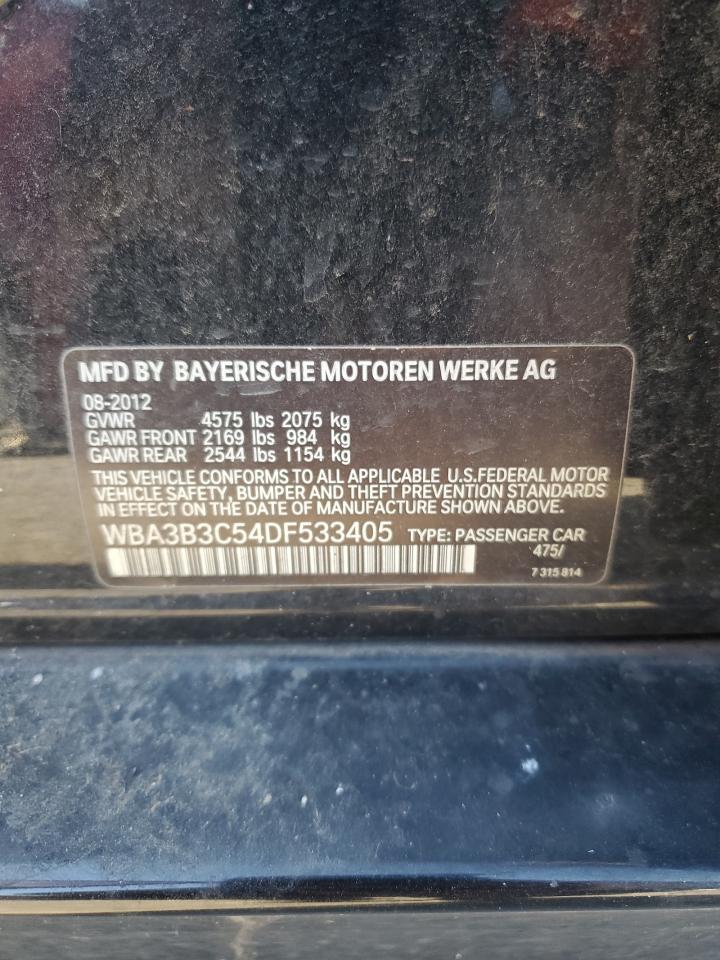 MFD BY BAYERISCHE MOTOREN WERKE AG
08-2012
GVWR 4575 lbs 2075 kg
GAWR FRONT 2169 lbs 984 kg
GAWR REAR 2544 lbs 1154 kg
THIS VEHICLE CONFORMS TO ALL APPLICABLE U.S.FEDERAL MOTOR
VEHICLE SAFETY, BUMPER AND THEFT PREVENTION STANDARDS
IN EFFECT ON DATE OF MANUFACTURE SHOWN ABOVE.
WBA3B3C54DF533405 TYPE: PASSENGER CAR
475/
7 315 814